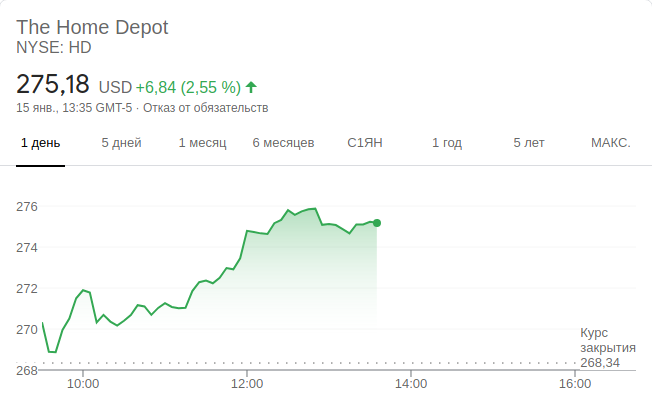 The Home Depot
NYSE: HD
275,18 USD +6,84 (2,55 %)
15 янв., 13:35 GMT-5 · Отказ от обязательств
1 день 5 дней 1 месяц 6 месяцев С1ЯН 1 год 5 лет МАКС.
276
274
272
270
Курс
закрытия
268,34
268
10:00 12:00 14:00 16:00